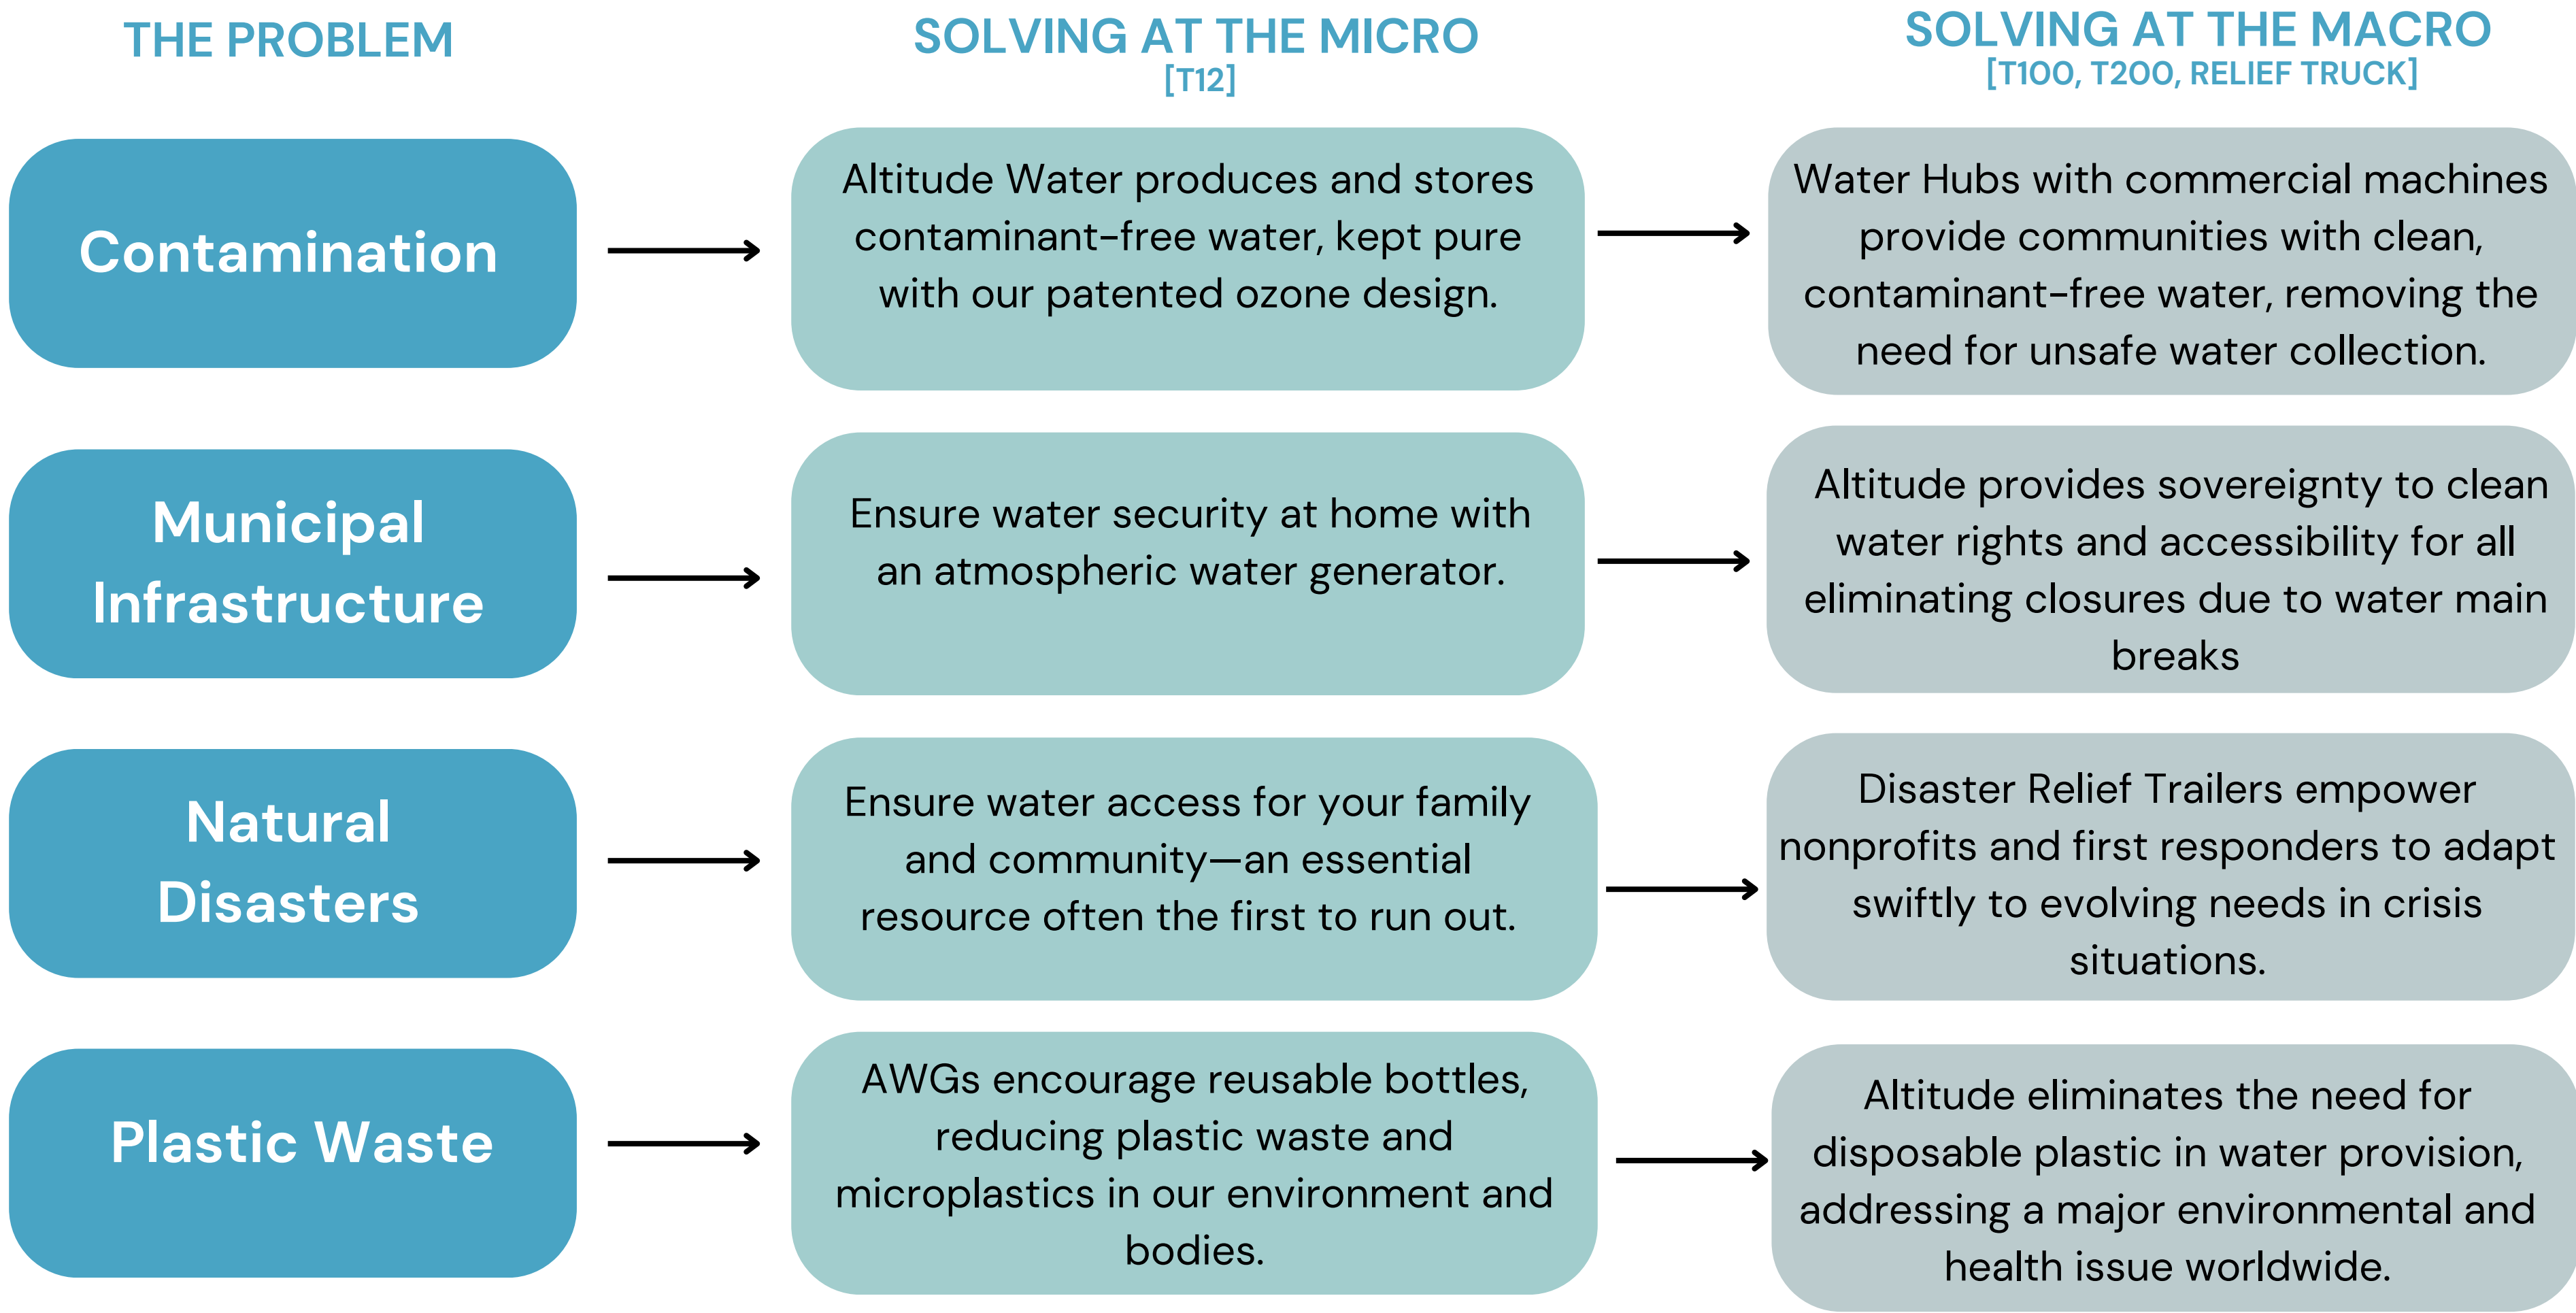 THE PROBLEM
SOLVING AT THE MICRO
[T12]
SOLVING AT THE MACRO
[T100, T200, RELIEF TRUCK]
Contamination
Altitude Water produces and stores
contaminant-free water, kept pure
with our patented ozone design.
Water Hubs with commercial machines
provide communities with clean,
contaminant-free water, removing the
need for unsafe water collection.
Municipal
Infrastructure
Ensure water security at home with
an atmospheric water generator.
Altitude provides sovereignty to clean
water rights and accessibility for all
eliminating closures due to water main
breaks
Natural
Disasters
Ensure water access for your family
and community—an essential
resource often the first to run out.
Disaster Relief Trailers empower
nonprofits and first responders to adapt
swiftly to evolving needs in crisis
situations.
Plastic Waste
AWGs encourage reusable bottles,
reducing plastic waste and
microplastics in our environment and
bodies.
Altitude eliminates the need for
disposable plastic in water provision,
addressing a major environmental and
health issue worldwide.